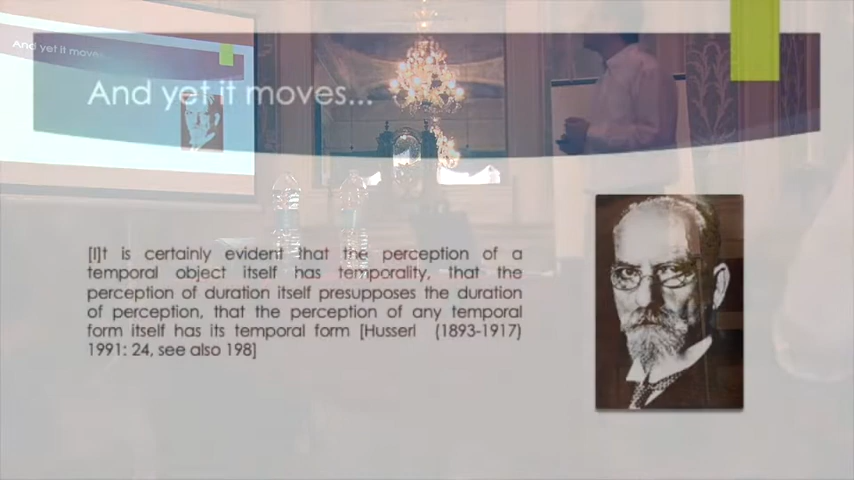 And yet it moves...
And yet it move
[I]t is certainly evident that the perception of a
temporal object itself has temporality, that the
perception of duration itself presupposes the duration
of perception, that the perception of any temporal
form itself has its temporal form [Husserl (1893-1917)
1991: 24, see also 198]